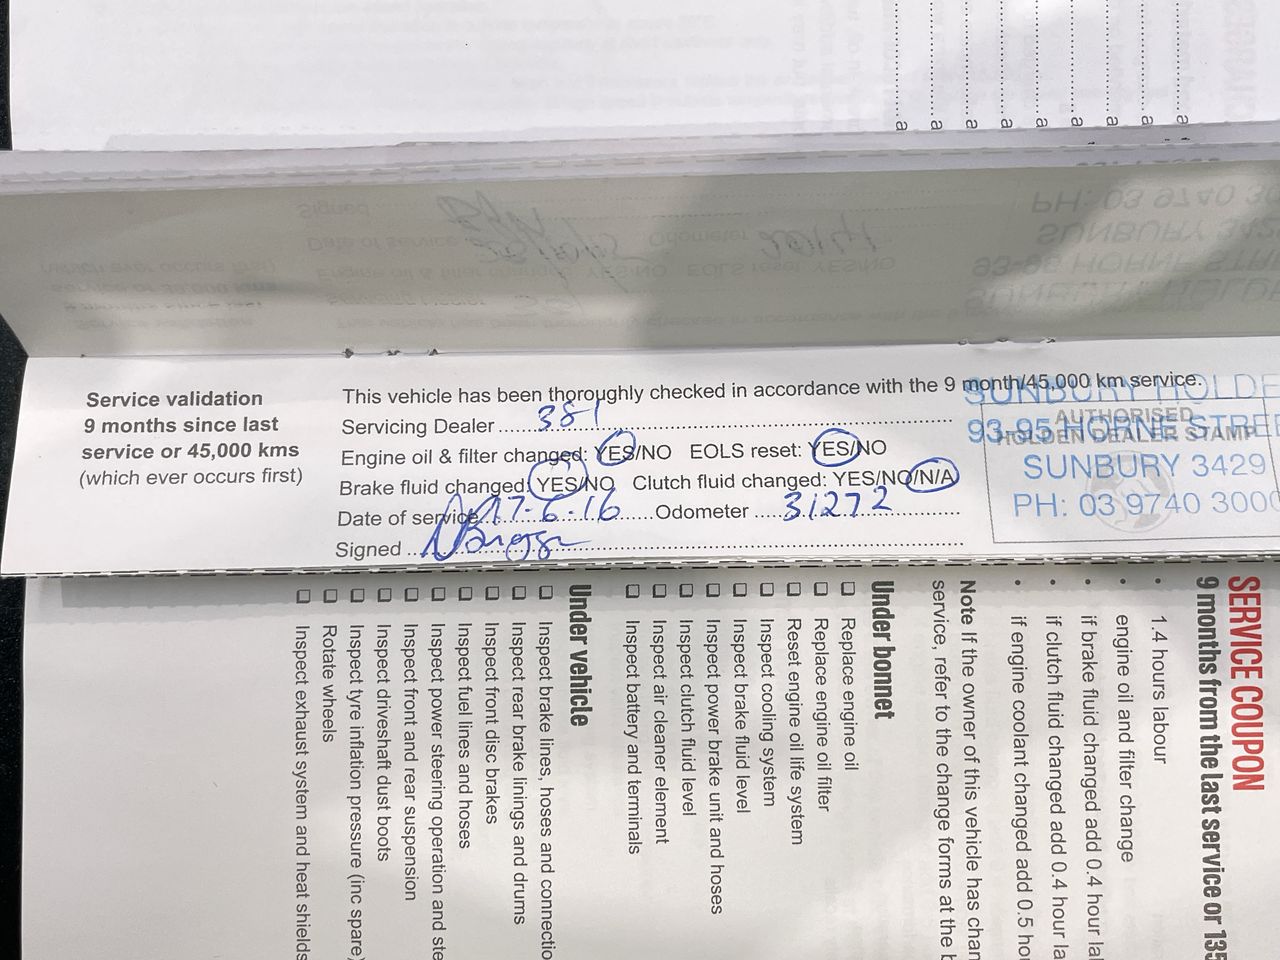 Service validation
9 months since last
service or 45,000 kms
(which ever occurs first)
This vehicle has been thoroughly checked in accordance with the 9 month/45,000 km service.
Servicing Dealer 381
Engine oil & filter changed: YES/NO EOLS reset: YES/NO
Brake fluid changed: YES/NO Clutch fluid changed: YES/NO/N/A
Date of service 17-6-16 Odometer 31272
Signed
AUTHORISED
HOLDEN DEALER STAMP
SUNBURY HOLDE
93-95 HORNE STREE
SUNBURY 3429
PH: 03 9740 3000
SERVICE COUPON
9 months from the last service or 135
• 1.4 hours labour
• engine oil and filter change
• if brake fluid changed add 0.4 hour la
• if clutch fluid changed add 0.4 hour la
• if engine coolant changed add 0.5 ho
Note If the owner of this vehicle has chan
service, refer to the change forms at the b
Under bonnet
❑ Replace engine oil
❑ Replace engine oil filter
❑ Reset engine oil life system
❑ Inspect cooling system
❑ Inspect brake fluid level
❑ Inspect power brake unit and hoses
❑ Inspect clutch fluid level
❑ Inspect air cleaner element
❑ Inspect battery and terminals
Under vehicle
❑ Inspect brake lines, hoses and connectio
❑ Inspect rear brake linings and drums
❑ Inspect front disc brakes
❑ Inspect fuel lines and hoses
❑ Inspect power steering operation and ste
❑ Inspect front and rear suspension
❑ Inspect driveshaft dust boots
❑ Inspect tyre inflation pressure (inc spare)
❑ Rotate wheels
❑ Inspect exhaust system and heat shields